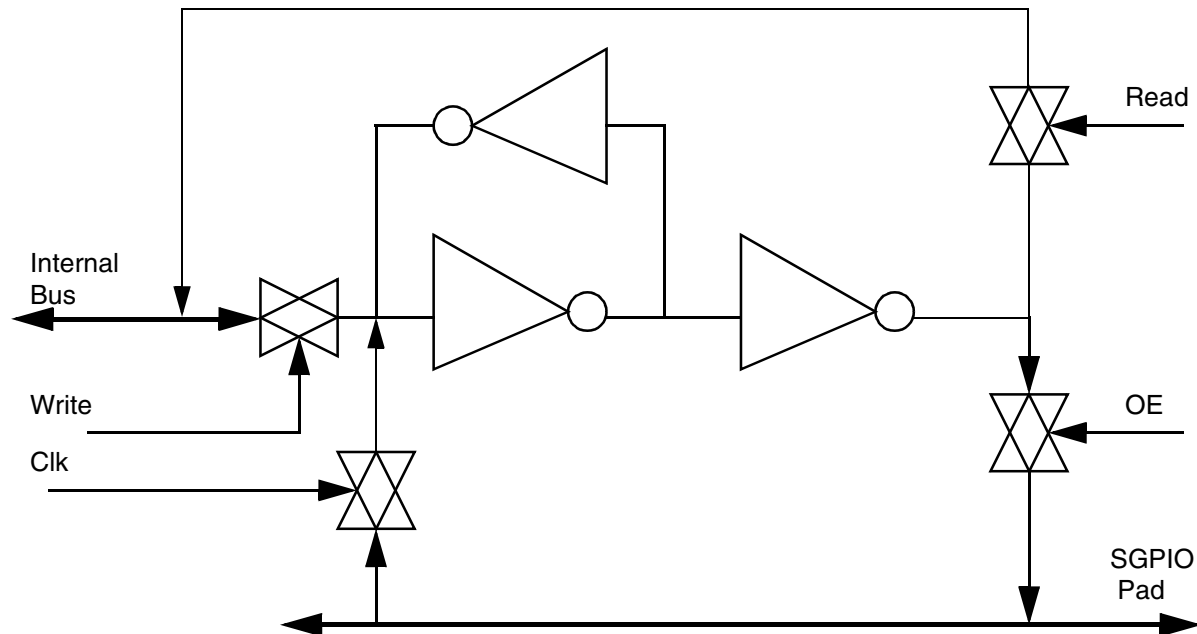 Read
Internal
Bus
Write
OE
Clk
SGPIO
Pad